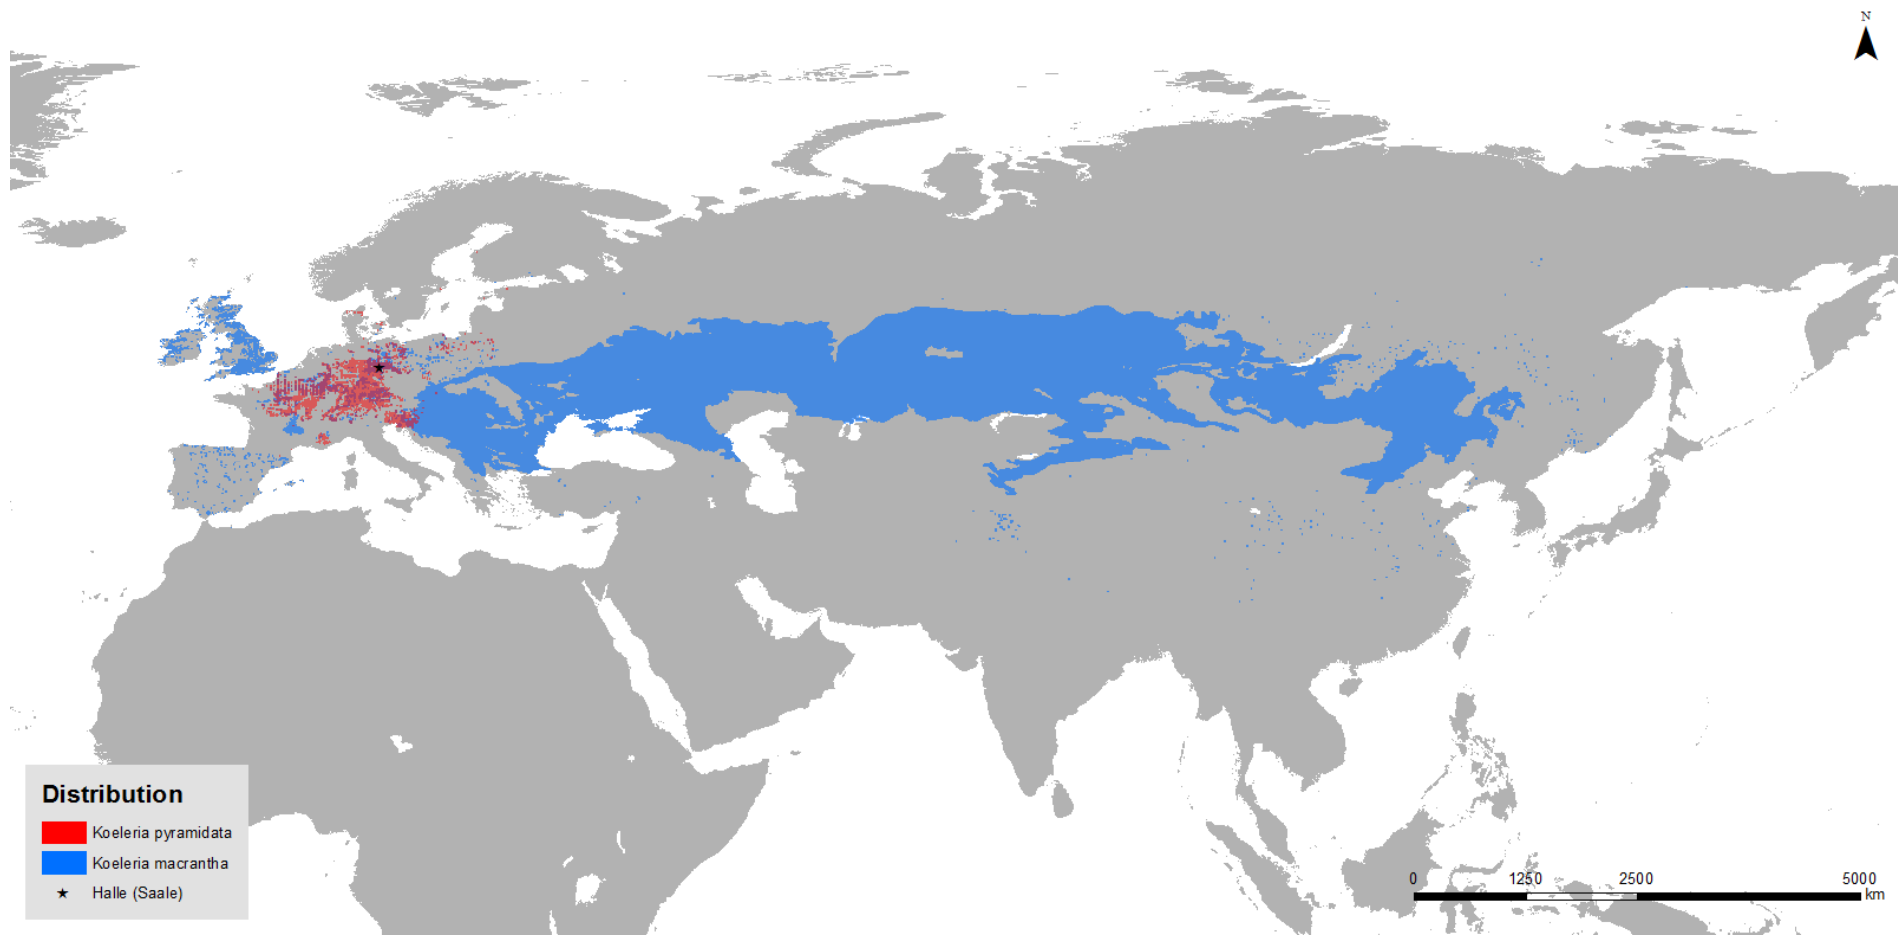 N
Distribution
Koeleria pyramidata
Koeleria macrantha
Halle (Saale)
0 1250 2500 5000
km